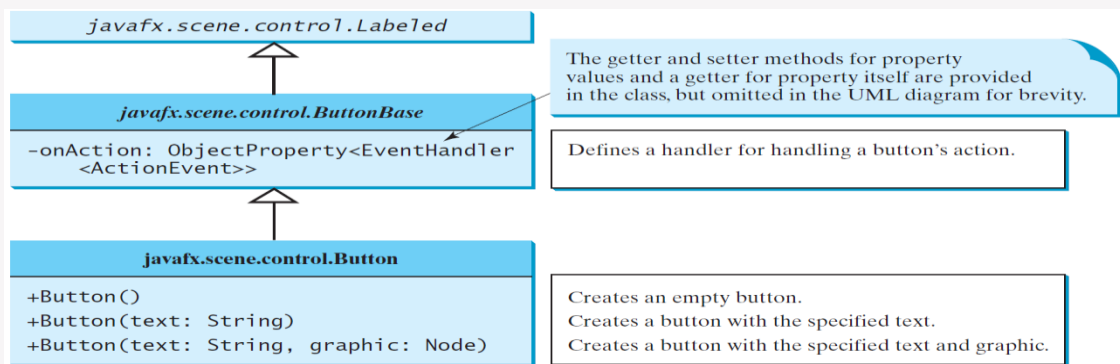 javafx.scene.control.Labeled
The getter and setter methods for property
values and a getter for property itself are provided
in the class, but omitted in the UML diagram for brevity.
javafx.scene.control.ButtonBase
-onAction: ObjectProperty<EventHandler
<ActionEvent>>
Defines a handler for handling a button's action.
javafx.scene.control.Button
+Button()
+Button(text: String)
+Button(text: String, graphic: Node)
Creates an empty button.
Creates a button with the specified text.
Creates a button with the specified text and graphic.